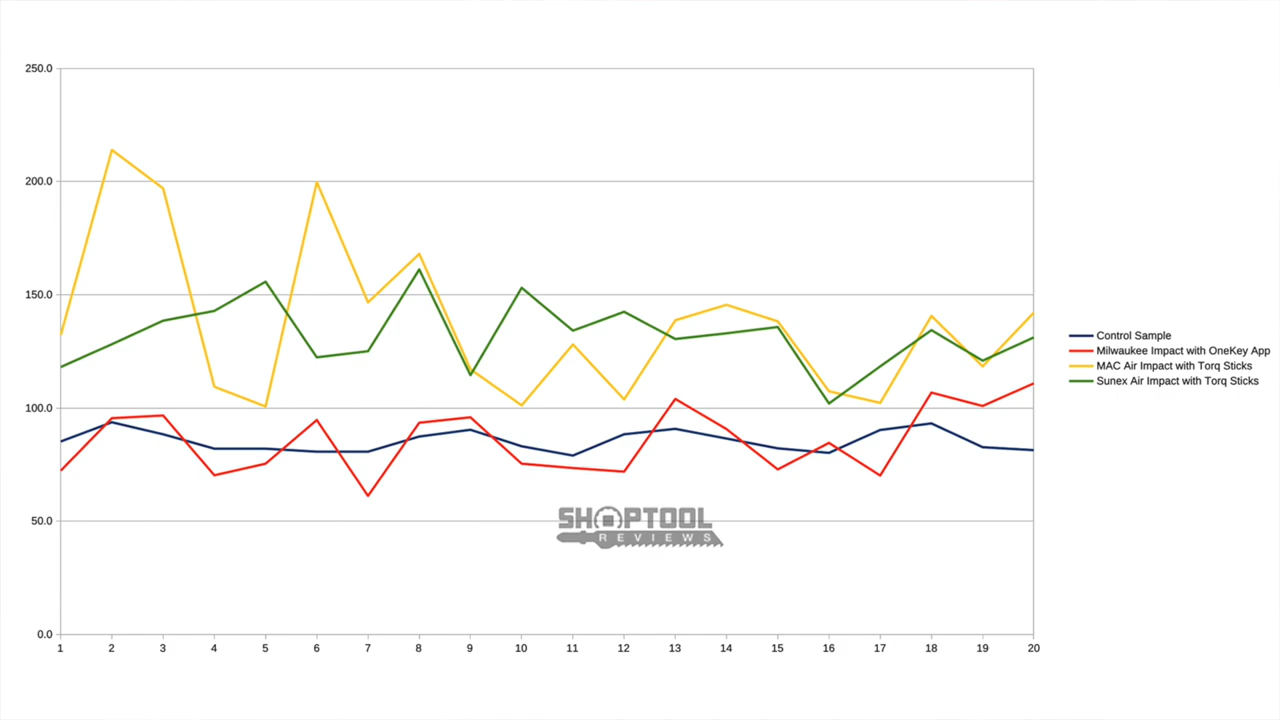 250.0
200.0
150.0
100.0
50.0
0.0
1 2 3 4 5 6 7 8 9 10 11 12 13 14 15 16 17 18 19 20
Control Sample
Milwaukee Impact with OneKey App
MAC Air Impact with Torq Sticks
Sunex Air Impact with Torq Sticks
SHOPTOOL
REVIEWS